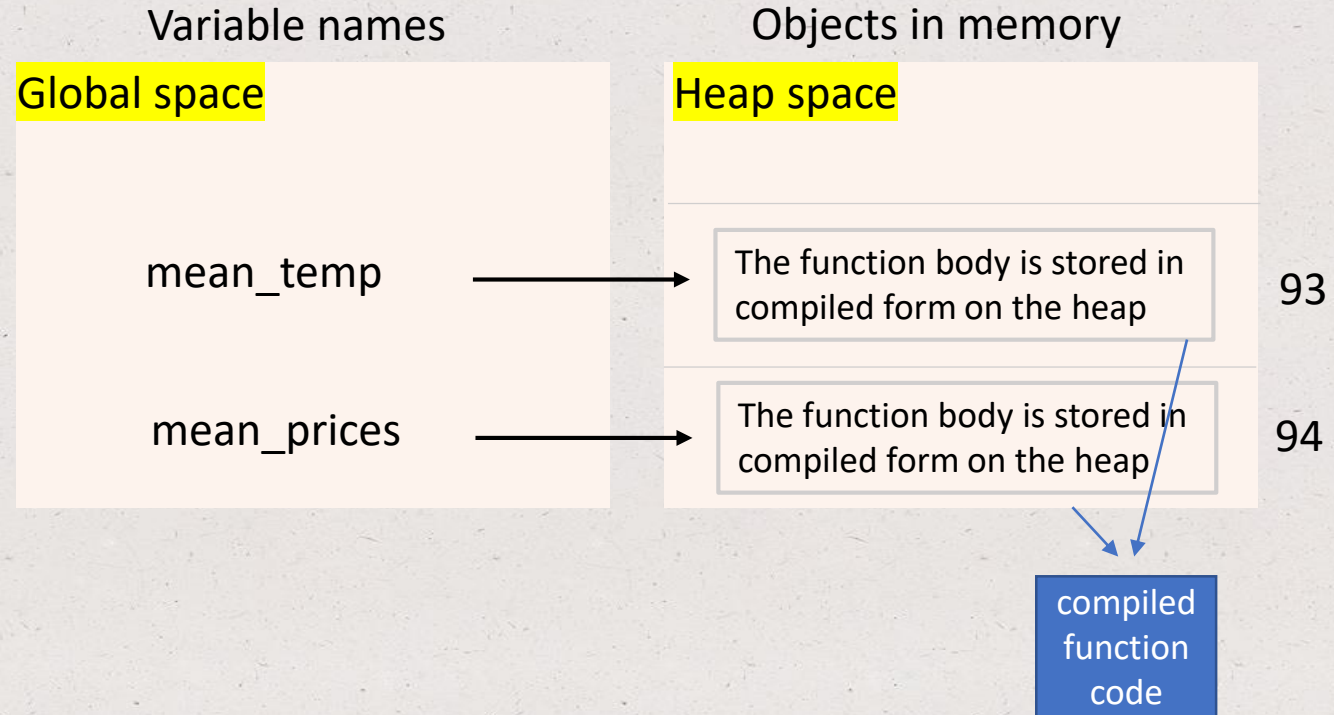 Variable names
Objects in memory
Global space
Heap space
mean_temp
The function body is stored in
compiled form on the heap
93
mean_prices
The function body is stored in
compiled form on the heap
94
compiled
function
code